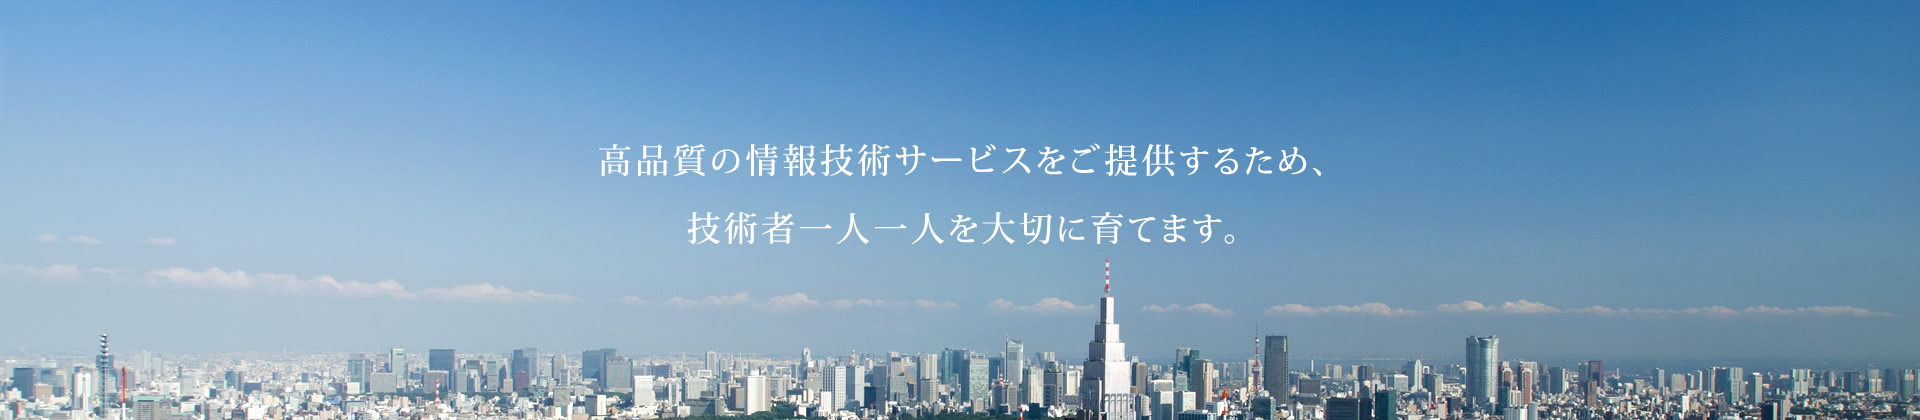 高品質の情報技術サービスをご提供するため、
技術者一人一人を大切に育てます。